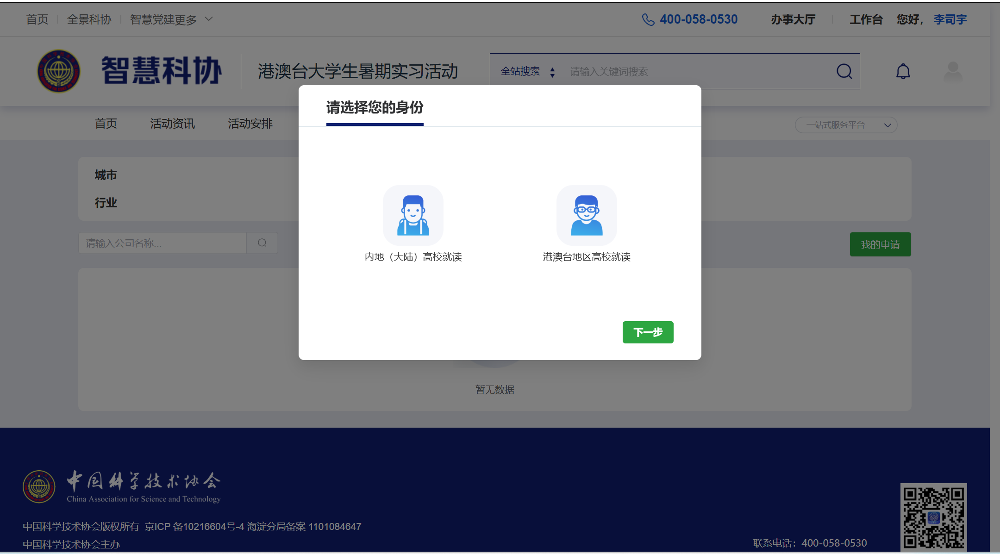 首页 全景科协 智慧党建更多 400-058-0530 办事大厅 工作台 您好， 李司宇
智慧科协 港澳台大学生暑期实习活动 全站搜索 请输入关键词搜索
首页 活动资讯 活动安排 一站式服务平台
请选择您的身份
城市
行业
请输入公司名称... 我的申请
内地（大陆）高校就读 港澳台地区高校就读
下一步
暂无数据
中国科学技术协会
China Association for Science and Technology
中国科学技术协会版权所有 京ICP 备10216604号-4 海淀分局备案 1101084647
中国科学技术协会主办 联系电话：400-058-0530